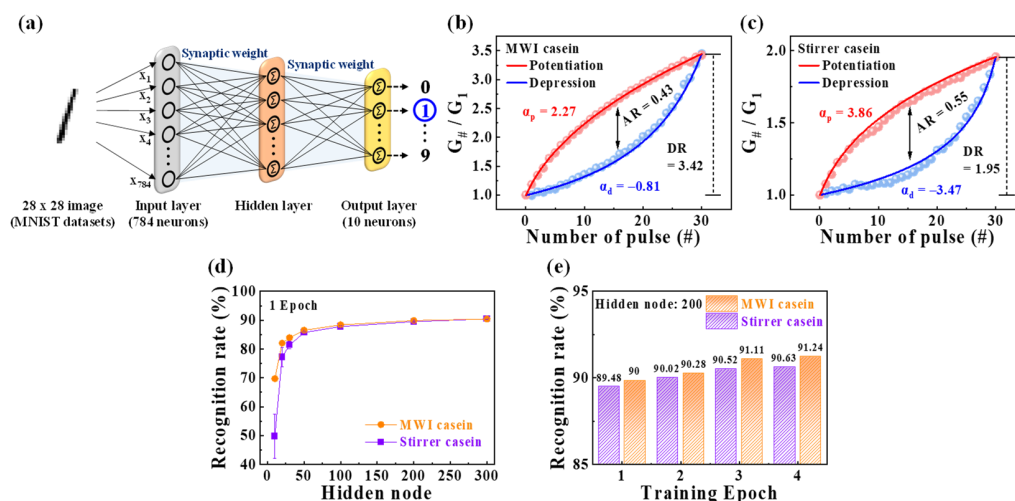 (a)
Synaptic weight
Synaptic weight
X1
X2
X3
X4
X784
Σ
Σ
Σ
Σ
Σ
Σ
Σ
0
1
9
28 x 28 image
(MNIST datasets)
Input layer
(784 neurons)
Hidden layer
Output layer
(10 neurons)
(b)
G# / G1
3.5
3.0
2.5
2.0
1.5
1.0
MWI casein
Potentiation
Depression
αp = 2.27
AR = 0.43
DR
= 3.42
αd = −0.81
0 10 20 30
Number of pulse (#)
(c)
G# / G1
2.0
1.5
1.0
Stirrer casein
Potentiation
Depression
αp = 3.86
AR = 0.55
DR
= 1.95
αd = −3.47
0 10 20 30
Number of pulse (#)
(d)
Recognition rate (%)
100
90
80
70
60
50
40
1 Epoch
MWI casein
Stirrer casein
0 50 100 150 200 250 300
Hidden node
(e)
Recognition rate (%)
95
90
85
Hidden node: 200
MWI casein
Stirrer casein
89.48 90 90.02 90.28 90.52 91.11 90.63 91.24
1 2 3 4
Training Epoch